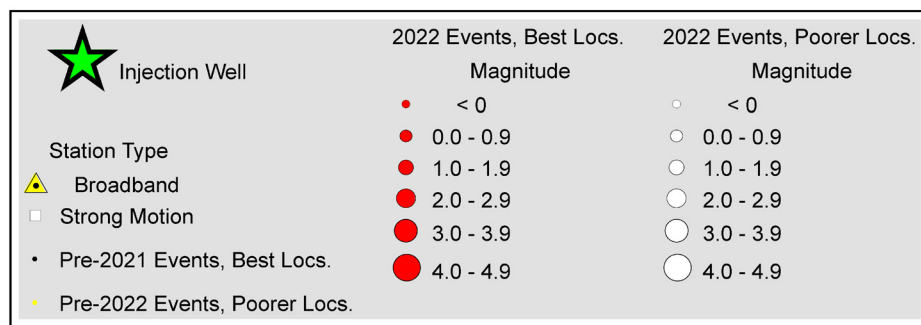 Injection Well
Station Type
Broadband
Strong Motion
Pre-2021 Events, Best Locs.
Pre-2022 Events, Poorer Locs.
2022 Events, Best Locs.
Magnitude
< 0
0.0 - 0.9
1.0 - 1.9
2.0 - 2.9
3.0 - 3.9
4.0 - 4.9
2022 Events, Poorer Locs.
Magnitude
< 0
0.0 - 0.9
1.0 - 1.9
2.0 - 2.9
3.0 - 3.9
4.0 - 4.9